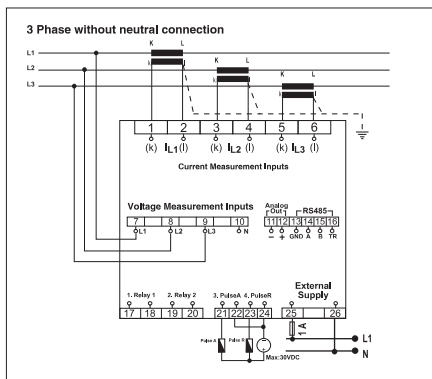 3 Phase without neutral connection
K L
L1
K L
L2 k l
K L
L3 k l
k l
1 2 3 4 5 6
(k) IL1 (l) (k) IL2 (l) (k) IL3 (l)
Current Measurement Inputs
Voltage Measurement Inputs
7 8 9 10
L1 L2 L3 N
Analog Out RS485
11 12 13 14 15 16
− + GND A B TR
External Supply
1. Relay 1 2. Relay 2 3. PulseA 4. PulseR
17 18 19 20 21 22 23 24 25 26
Pulse A Pulse R 1 A
L1
N
Max:30VDC